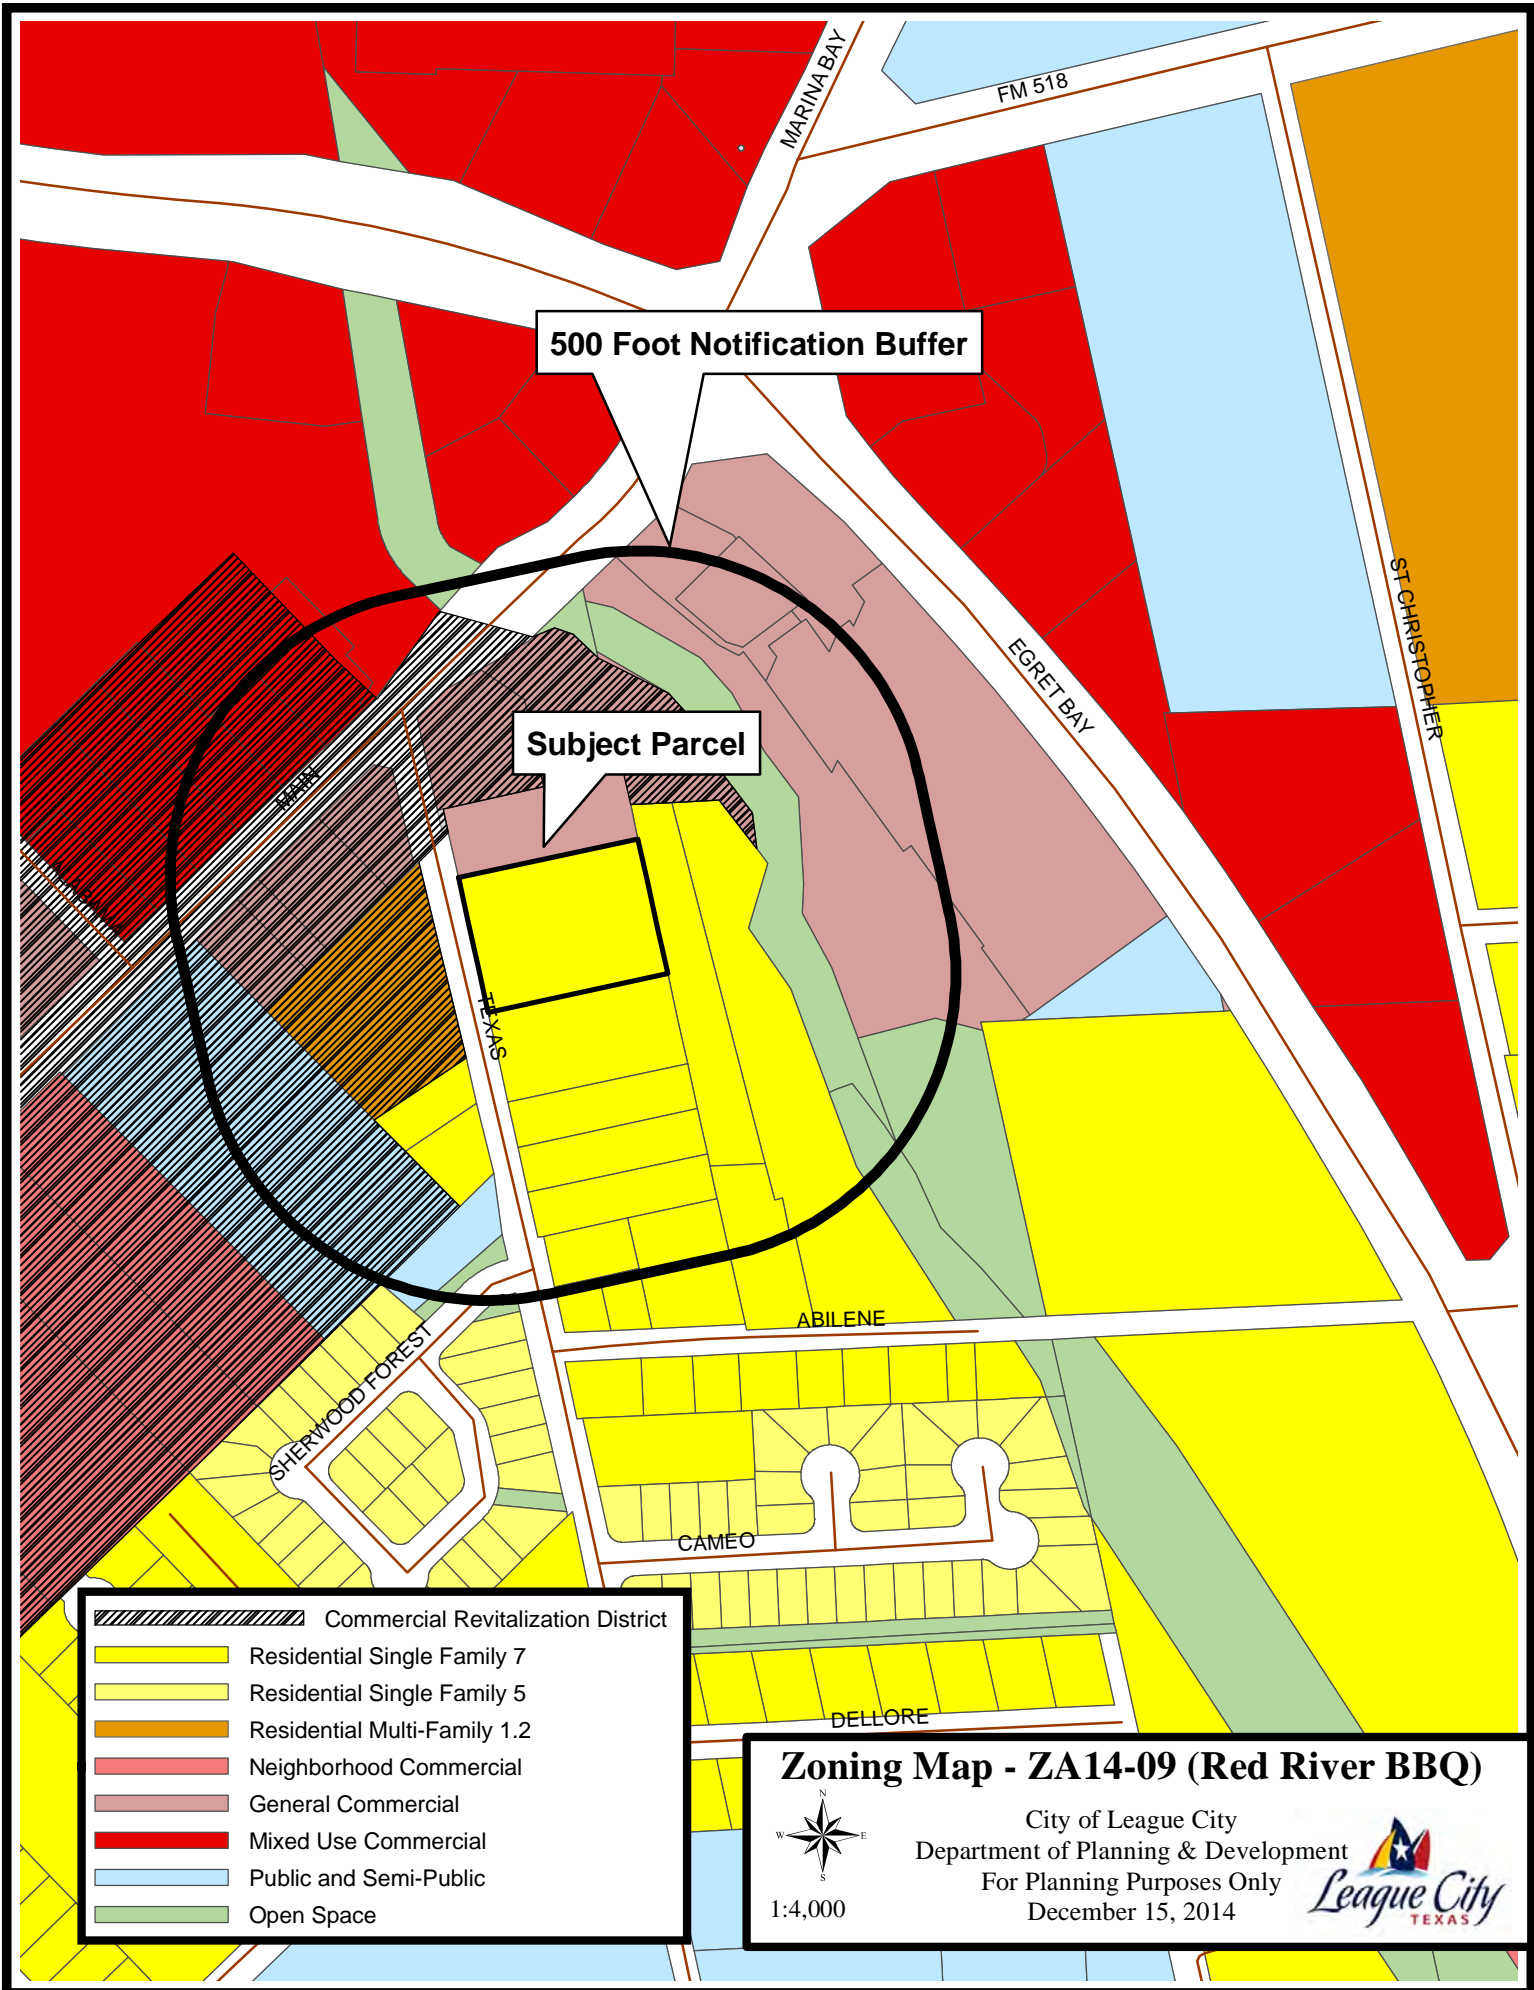 MARINA BAY
FM 518
500 Foot Notification Buffer
ST CHRISTOPHER
EGRET BAY
Subject Parcel
MAIN
ALABAMA
TEXAS
ABILENE
SHERWOOD FOREST
CAMEO
DELLORE
Commercial Revitalization District
Residential Single Family 7
Residential Single Family 5
Residential Multi-Family 1.2
Neighborhood Commercial
General Commercial
Mixed Use Commercial
Public and Semi-Public
Open Space
Zoning Map - ZA14-09 (Red River BBQ)
N
W E
S
1:4,000
City of League City
Department of Planning & Development
For Planning Purposes Only
December 15, 2014
League City
TEXAS